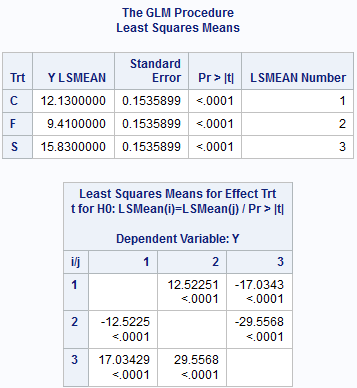 The GLM Procedure
Least Squares Means
Trt Y LSMEAN Standard Error Pr > |t| LSMEAN Number
C 12.1300000 0.1535899 <.0001 1
F 9.4100000 0.1535899 <.0001 2
S 15.8300000 0.1535899 <.0001 3
Least Squares Means for Effect Trt
t for H0: LSMean(i)=LSMean(j) / Pr > |t|
Dependent Variable: Y
i/j 1 2 3
1 12.52251 -17.0343
<.0001 <.0001
2 -12.5225 -29.5568
<.0001 <.0001
3 17.03429 29.5568
<.0001 <.0001